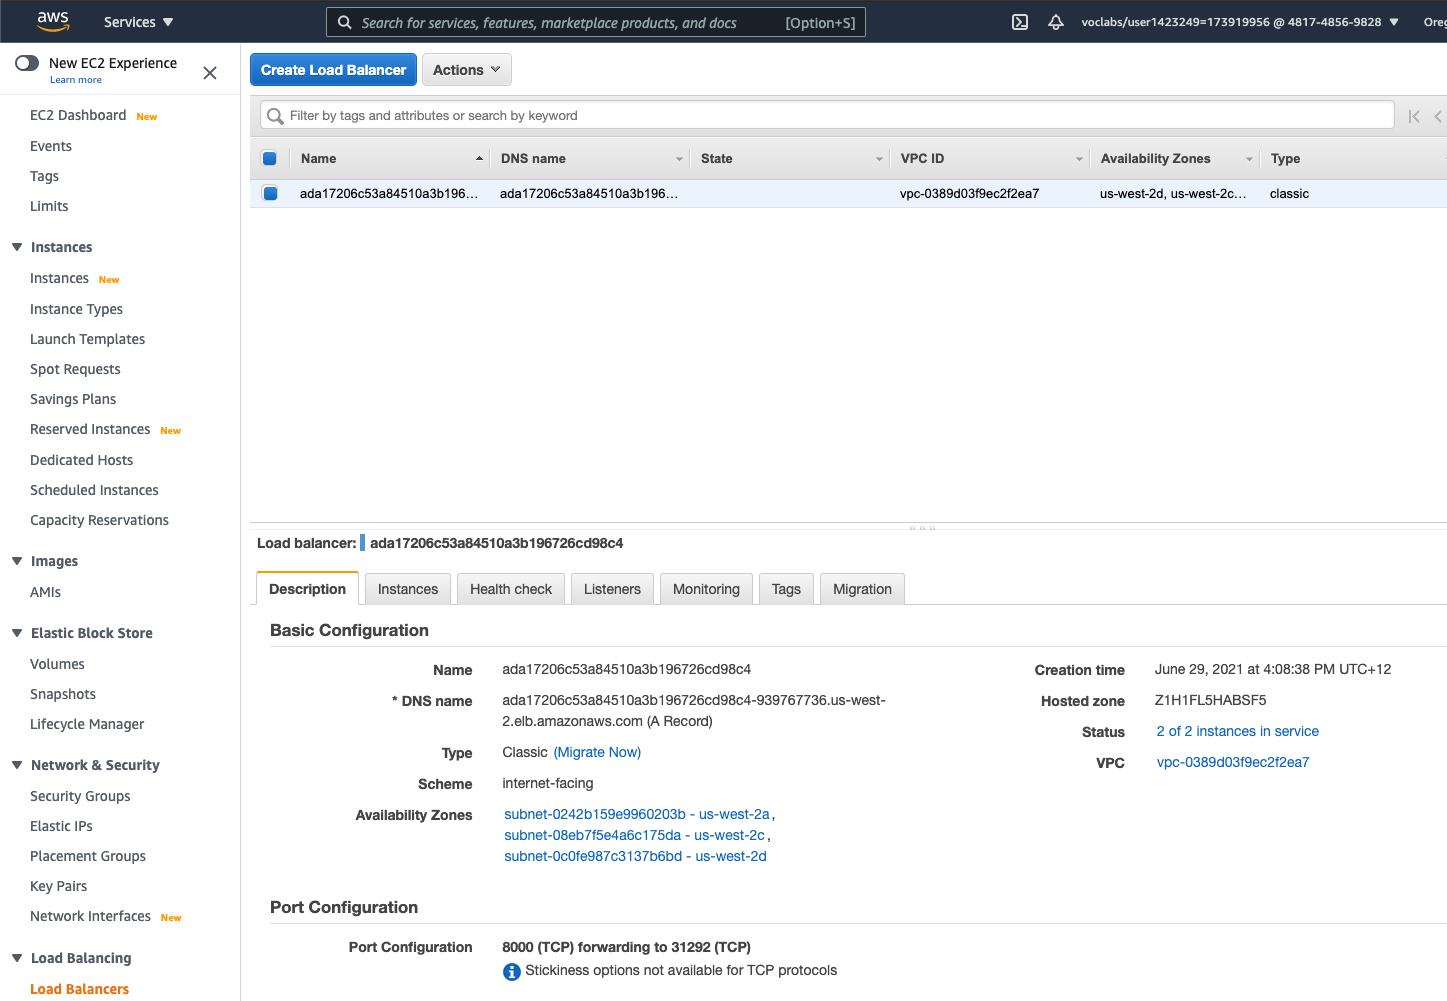 aws
Services
Search for services, features, marketplace products, and docs [Option+S]
voclabs/user1423249=173919956 @ 4817-4856-9828
Oreg
New EC2 Experience
Learn more
EC2 Dashboard New
Events
Tags
Limits
Instances
Instances New
Instance Types
Launch Templates
Spot Requests
Savings Plans
Reserved Instances New
Dedicated Hosts
Scheduled Instances
Capacity Reservations
Images
AMIs
Elastic Block Store
Volumes
Snapshots
Lifecycle Manager
Network & Security
Security Groups
Elastic IPs
Placement Groups
Key Pairs
Network Interfaces New
Load Balancing
Load Balancers
Create Load Balancer Actions
Filter by tags and attributes or search by keyword
Name DNS name State VPC ID Availability Zones Type
ada17206c53a84510a3b196... ada17206c53a84510a3b196... vpc-0389d03f9ec2f2ea7 us-west-2d, us-west-2c... classic
Load balancer: ada17206c53a84510a3b196726cd98c4
Description Instances Health check Listeners Monitoring Tags Migration
Basic Configuration
Name ada17206c53a84510a3b196726cd98c4
* DNS name ada17206c53a84510a3b196726cd98c4-939767736.us-west-
2.elb.amazonaws.com (A Record)
Type Classic (Migrate Now)
Scheme internet-facing
Availability Zones subnet-0242b159e9960203b - us-west-2a,
subnet-08eb7f5e4a6c175da - us-west-2c,
subnet-0c0fe987c3137b6bd - us-west-2d
Creation time June 29, 2021 at 4:08:38 PM UTC+12
Hosted zone Z1H1FL5HABSF5
Status 2 of 2 instances in service
VPC vpc-0389d03f9ec2f2ea7
Port Configuration
Port Configuration 8000 (TCP) forwarding to 31292 (TCP)
Stickiness options not available for TCP protocols